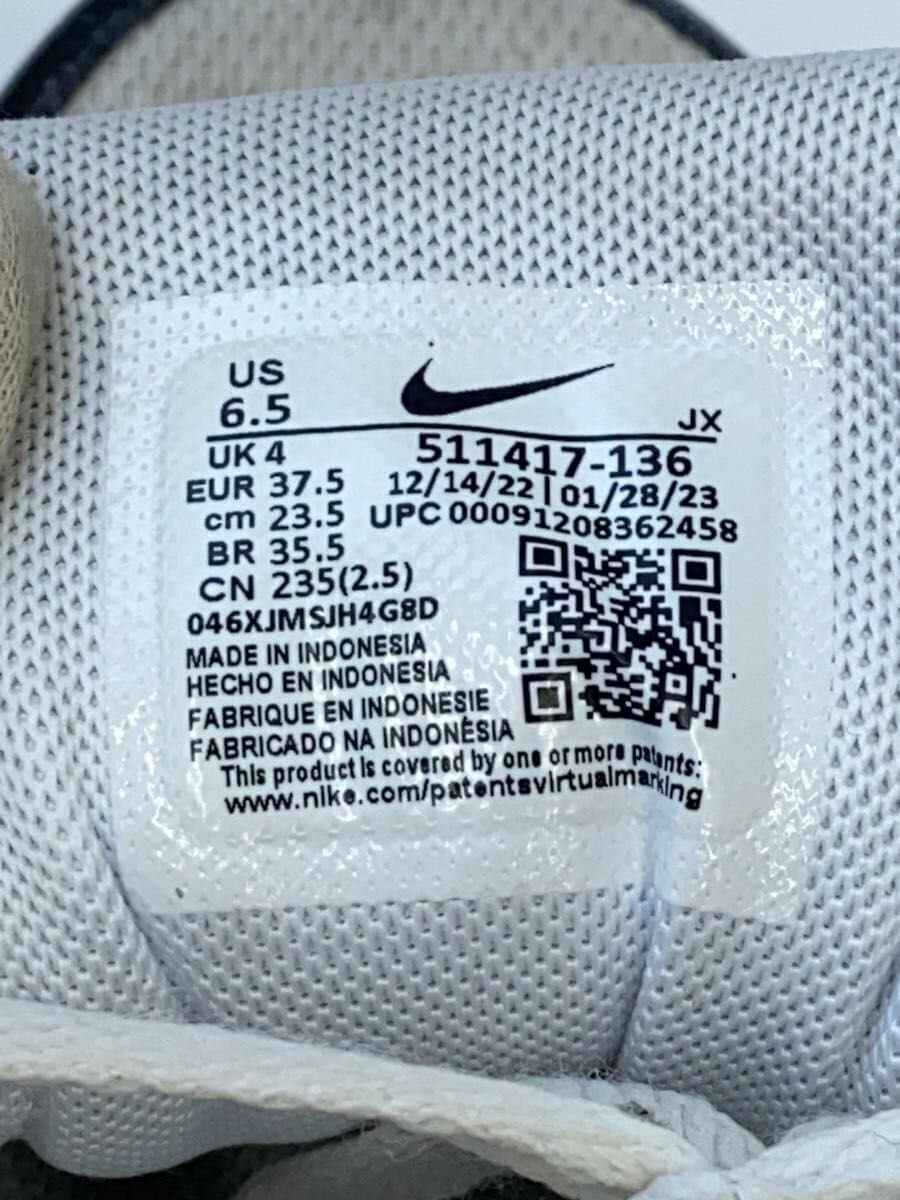 US
6.5
JX
UK 4
511417-136
EUR 37.5
12/14/22 | 01/28/23
cm 23.5
UPC 00091208362458
BR 35.5
CN 235(2.5)
046XJMSJH4G8D
MADE IN INDONESIA
HECHO EN INDONESIA
FABRIQUE EN INDONESIE
FABRICADO NA INDONÉSIA
This product is covered by one or more patents:
www.nike.com/patentsvirtualmarking